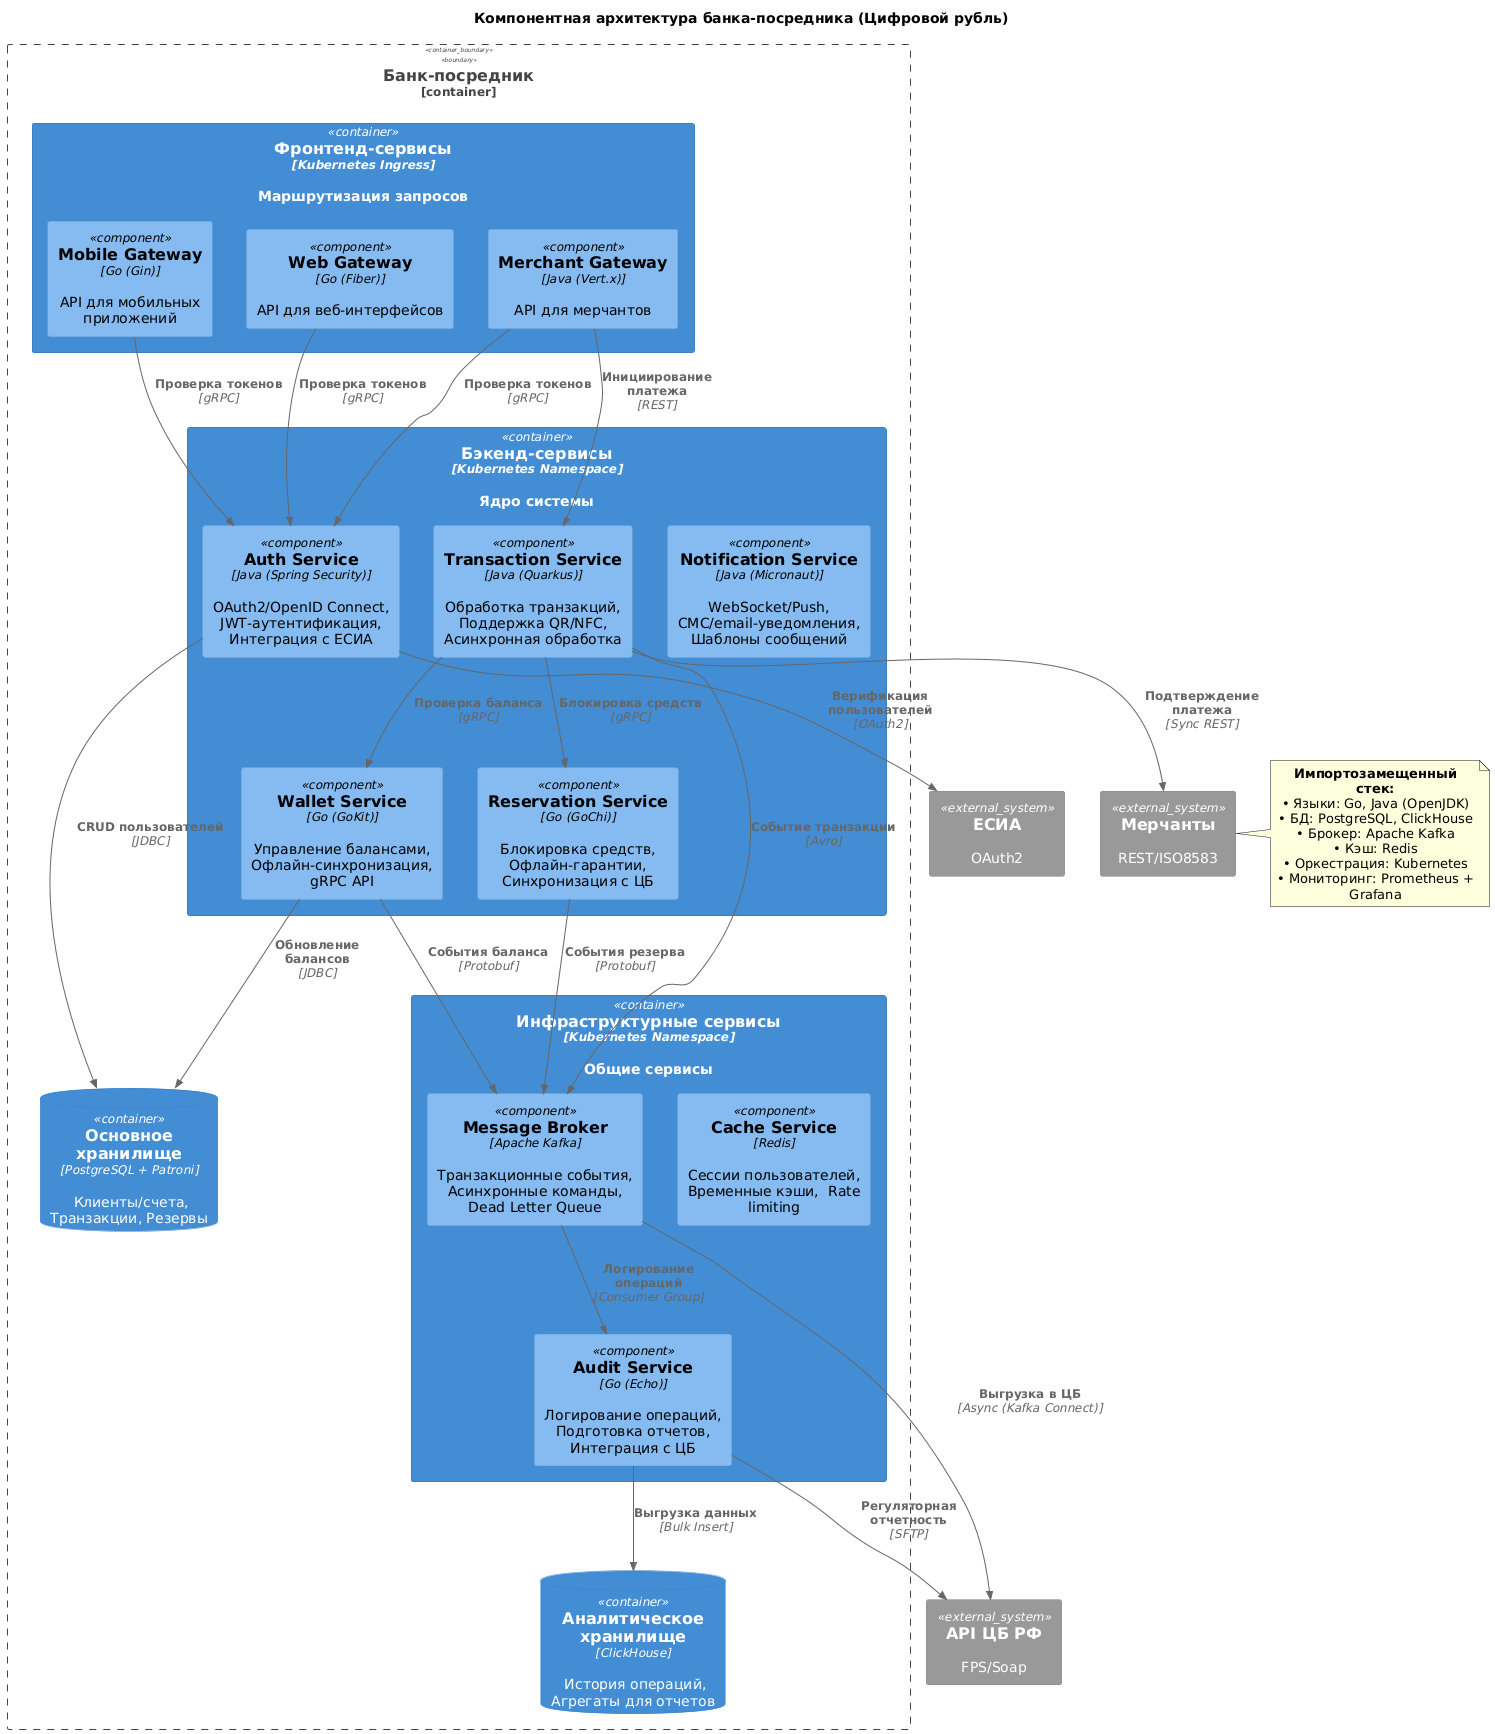 Компонентная архитектура банка-посредника (Цифровой рубль)
«container_boundary»
«boundary»
Банк-посредник
[container]
«container»
Фронтенд-сервисы
[Kubernetes Ingress]
Маршрутизация запросов
«component»
Mobile Gateway
[Go (Gin)]
API для мобильных
приложений
«component»
Web Gateway
[Go (Fiber)]
API для веб-интерфейсов
«component»
Merchant Gateway
[Java (Vert.x)]
API для мерчантов
Проверка токенов
[gRPC]
Проверка токенов
[gRPC]
Проверка токенов
[gRPC]
Инициирование
платежа
[REST]
«container»
Бэкенд-сервисы
[Kubernetes Namespace]
Ядро системы
«component»
Auth Service
[Java (Spring Security)]
OAuth2/OpenID Connect,
JWT-аутентификация,
Интеграция с ЕСИА
«component»
Transaction Service
[Java (Quarkus)]
Обработка транзакций,
Поддержка QR/NFC,
Асинхронная обработка
«component»
Notification Service
[Java (Micronaut)]
WebSocket/Push,
СМС/email-уведомления,
Шаблоны сообщений
Проверка баланса
[gRPC]
Блокировка средств
[gRPC]
Верификация
пользователей
[OAuth2]
Подтверждение
платежа
[Sync REST]
«component»
Wallet Service
[Go (GoKit)]
Управление балансами,
Офлайн-синхронизация,
gRPC API
«component»
Reservation Service
[Go (GoChi)]
Блокировка средств,
Офлайн-гарантии,
Синхронизация с ЦБ
CRUD пользователей
[JDBC]
Событие транзакции
[Avro]
«external_system»
ЕСИА
OAuth2
«external_system»
Мерчанты
REST/ISO8583
Импортозамещенный
стек:
• Языки: Go, Java (OpenJDK)
• БД: PostgreSQL, ClickHouse
• Брокер: Apache Kafka
• Кэш: Redis
• Оркестрация: Kubernetes
• Мониторинг: Prometheus +
Grafana
Обновление
балансов
[JDBC]
События баланса
[Protobuf]
События резерва
[Protobuf]
«container»
Инфраструктурные сервисы
[Kubernetes Namespace]
Общие сервисы
«component»
Message Broker
[Apache Kafka]
Транзакционные события,
Асинхронные команды,
Dead Letter Queue
«component»
Cache Service
[Redis]
Сессии пользователей,
Временные кэши,  Rate
limiting
«container»
Основное
хранилище
[PostgreSQL + Patroni]
Клиенты/счета,
Транзакции, Резервы
Логирование
операций
[Consumer Group]
«component»
Audit Service
[Go (Echo)]
Логирование операций,
Подготовка отчетов,
Интеграция с ЦБ
Выгрузка в ЦБ
[Async (Kafka Connect)]
Выгрузка данных
[Bulk Insert]
Регуляторная
отчетность
[SFTP]
«container»
Аналитическое
хранилище
[ClickHouse]
История операций,
Агрегаты для отчетов
«external_system»
API ЦБ РФ
FPS/Soap